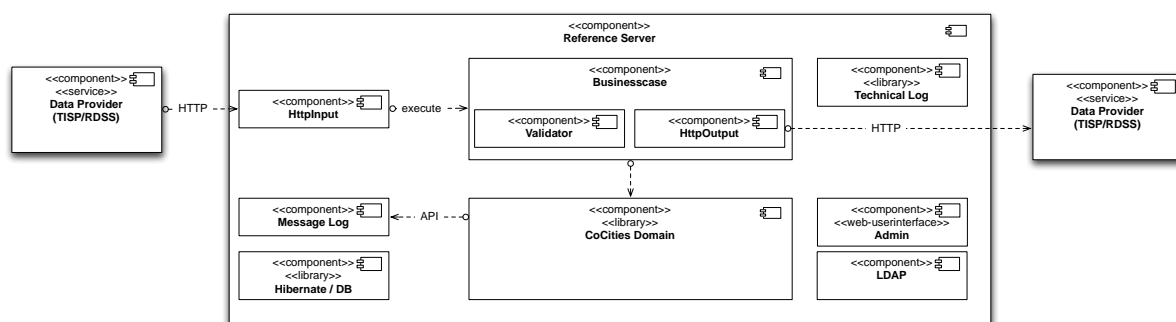 <<component>>
Reference Server
<<component>>
<<service>>
Data Provider
(TISP/RDSS)
HTTP
<<component>>
HttpInput
execute
<<component>>
Businesscase
<<component>>
Validator
<<component>>
HttpOutput
<<component>>
<<library>>
Technical Log
HTTP
<<component>>
<<service>>
Data Provider
(TISP/RDSS)
<<component>>
Message Log
API
<<component>>
<<library>>
CoCities Domain
<<component>>
<<web-userinterface>>
Admin
<<component>>
<<library>>
Hibernate / DB
<<component>>
LDAP